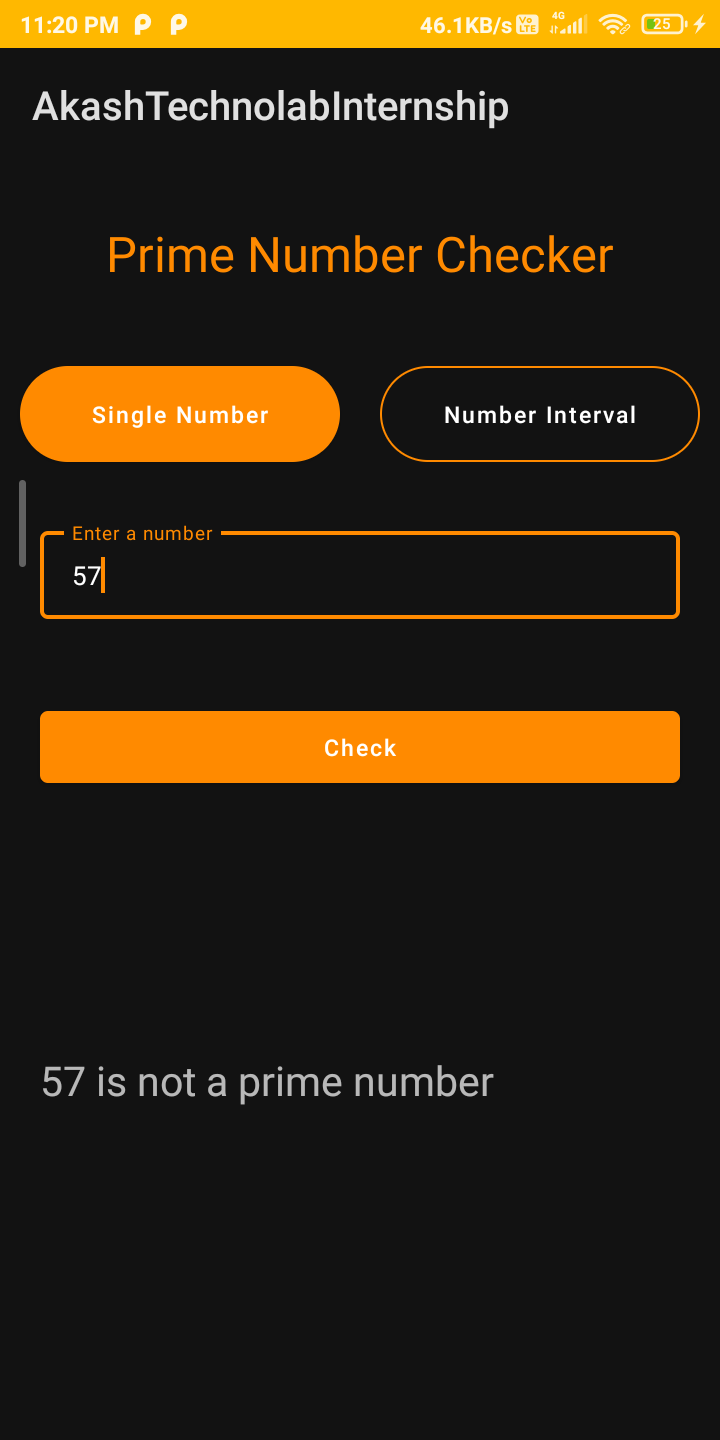 11:20 PM 46.1KB/s Vo LTE 4G 25
AkashTechnolabInternship
Prime Number Checker
Single Number Number Interval
Enter a number
57
Check
57 is not a prime number